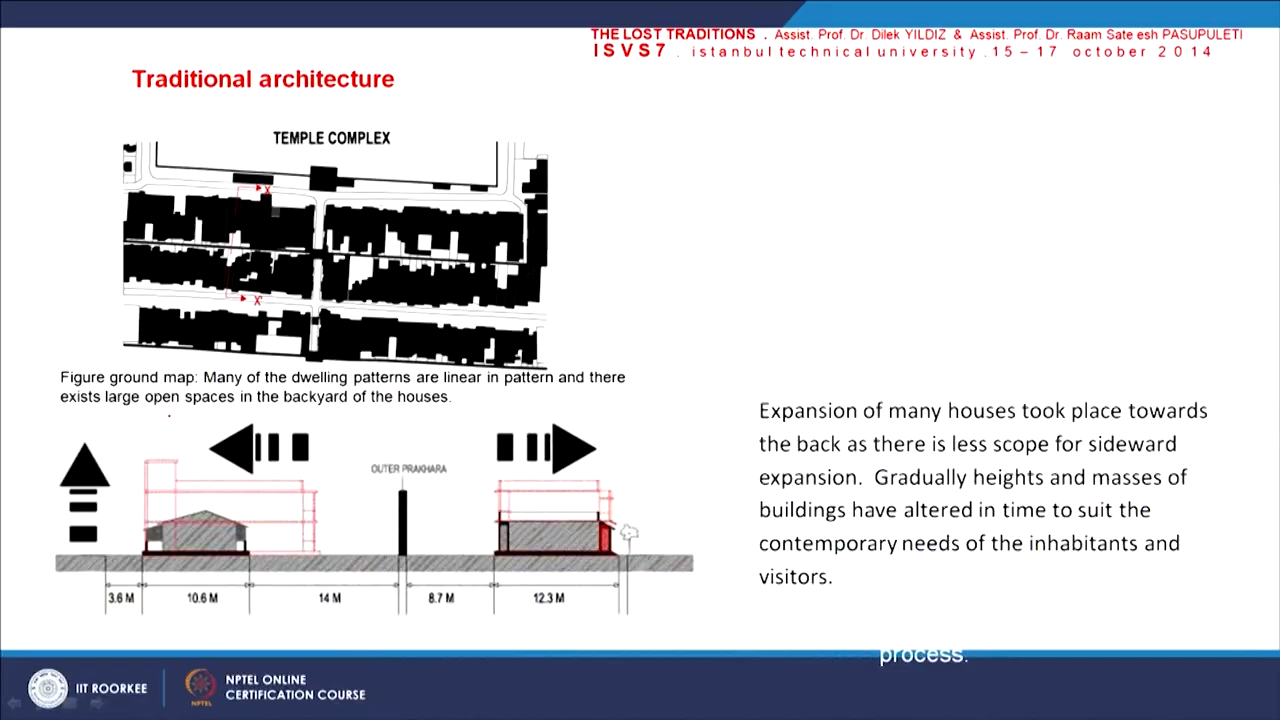 THE LOST TRADITIONS . Assist. Prof. Dr. Dilek YILDIZ & Assist. Prof. Dr. Raam Sate esh PASUPULETI
ISVS7 . istanbul technical university .15 – 17 october 2014
Traditional architecture
TEMPLE COMPLEX
X
X'
Figure ground map: Many of the dwelling patterns are linear in pattern and there
exists large open spaces in the backyard of the houses.
OUTER PRAKHARA
3.6 M 10.6 M 14 M 8.7 M 12.3 M
Expansion of many houses took place towards
the back as there is less scope for sideward
expansion. Gradually heights and masses of
buildings have altered in time to suit the
contemporary needs of the inhabitants and
visitors.
process.
IIT ROORKEE
NPTEL
NPTEL ONLINE
CERTIFICATION COURSE